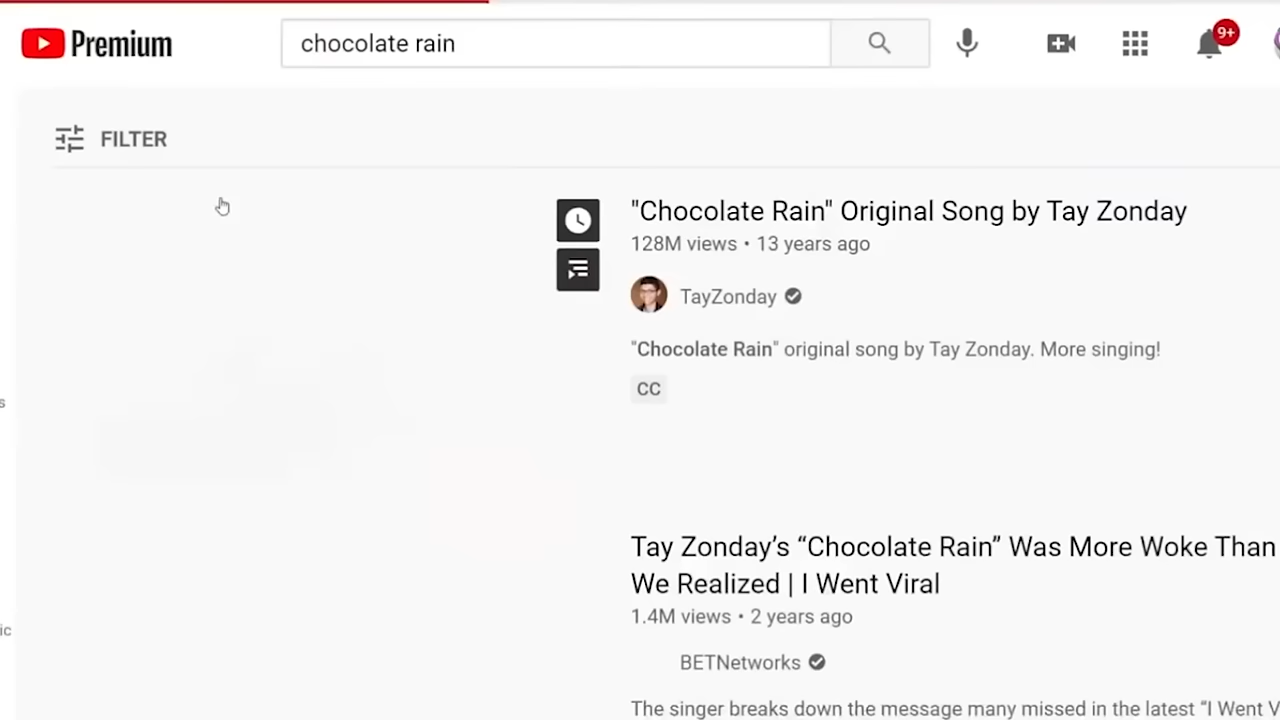 Premium
chocolate rain
9+
FILTER
"Chocolate Rain" Original Song by Tay Zonday
128M views • 13 years ago
TayZonday
"Chocolate Rain" original song by Tay Zonday. More singing!
CC
s
Tay Zonday’s “Chocolate Rain” Was More Woke Than
We Realized | I Went Viral
1.4M views • 2 years ago
ic
BETNetworks
The singer breaks down the message many missed in the latest “I Went V